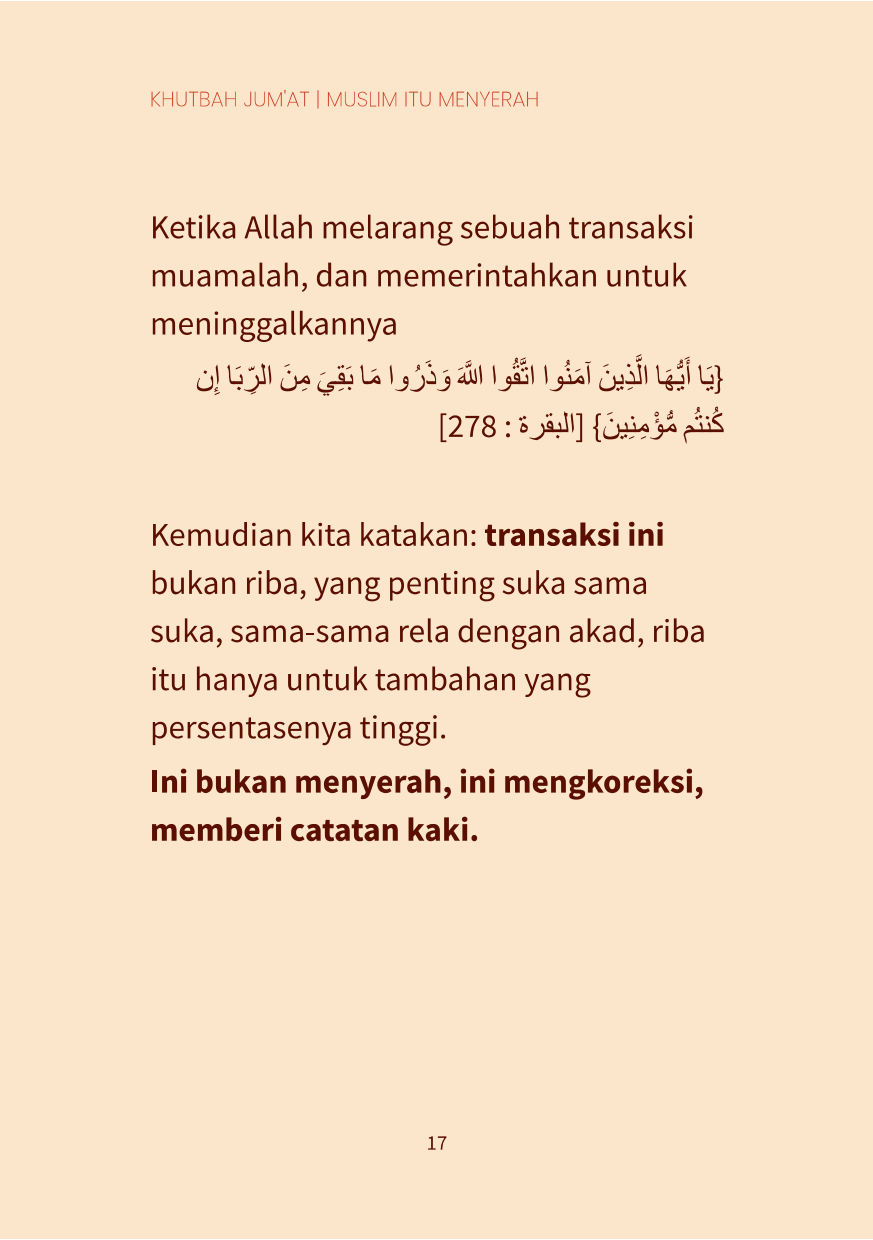 KHUTBAH JUM'AT | MUSLIM ITU MENYERAH
Ketika Allah melarang sebuah transaksi
muamalah, dan memerintahkan untuk
meninggalkannya
{يَا أَيُّهَا الَّذِينَ آمَنُوا اتَّقُوا اللَّهَ وَذَرُوا مَا بَقِيَ مِنَ الرِّبَا إِن
كُنتُم مُّؤْمِنِينَ} [البقرة : 278]
Kemudian kita katakan: transaksi ini
bukan riba, yang penting suka sama
suka, sama-sama rela dengan akad, riba
itu hanya untuk tambahan yang
persentasenya tinggi.
Ini bukan menyerah, ini mengkoreksi,
memberi catatan kaki.
17